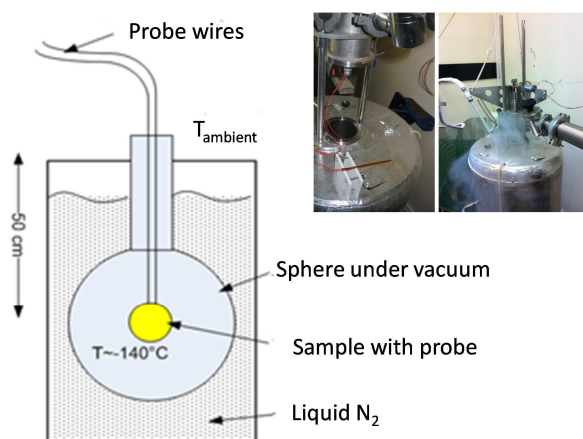 Probe wires
T_ambient
50 cm
Sphere under vacuum
T~-140°C
Sample with probe
Liquid N₂